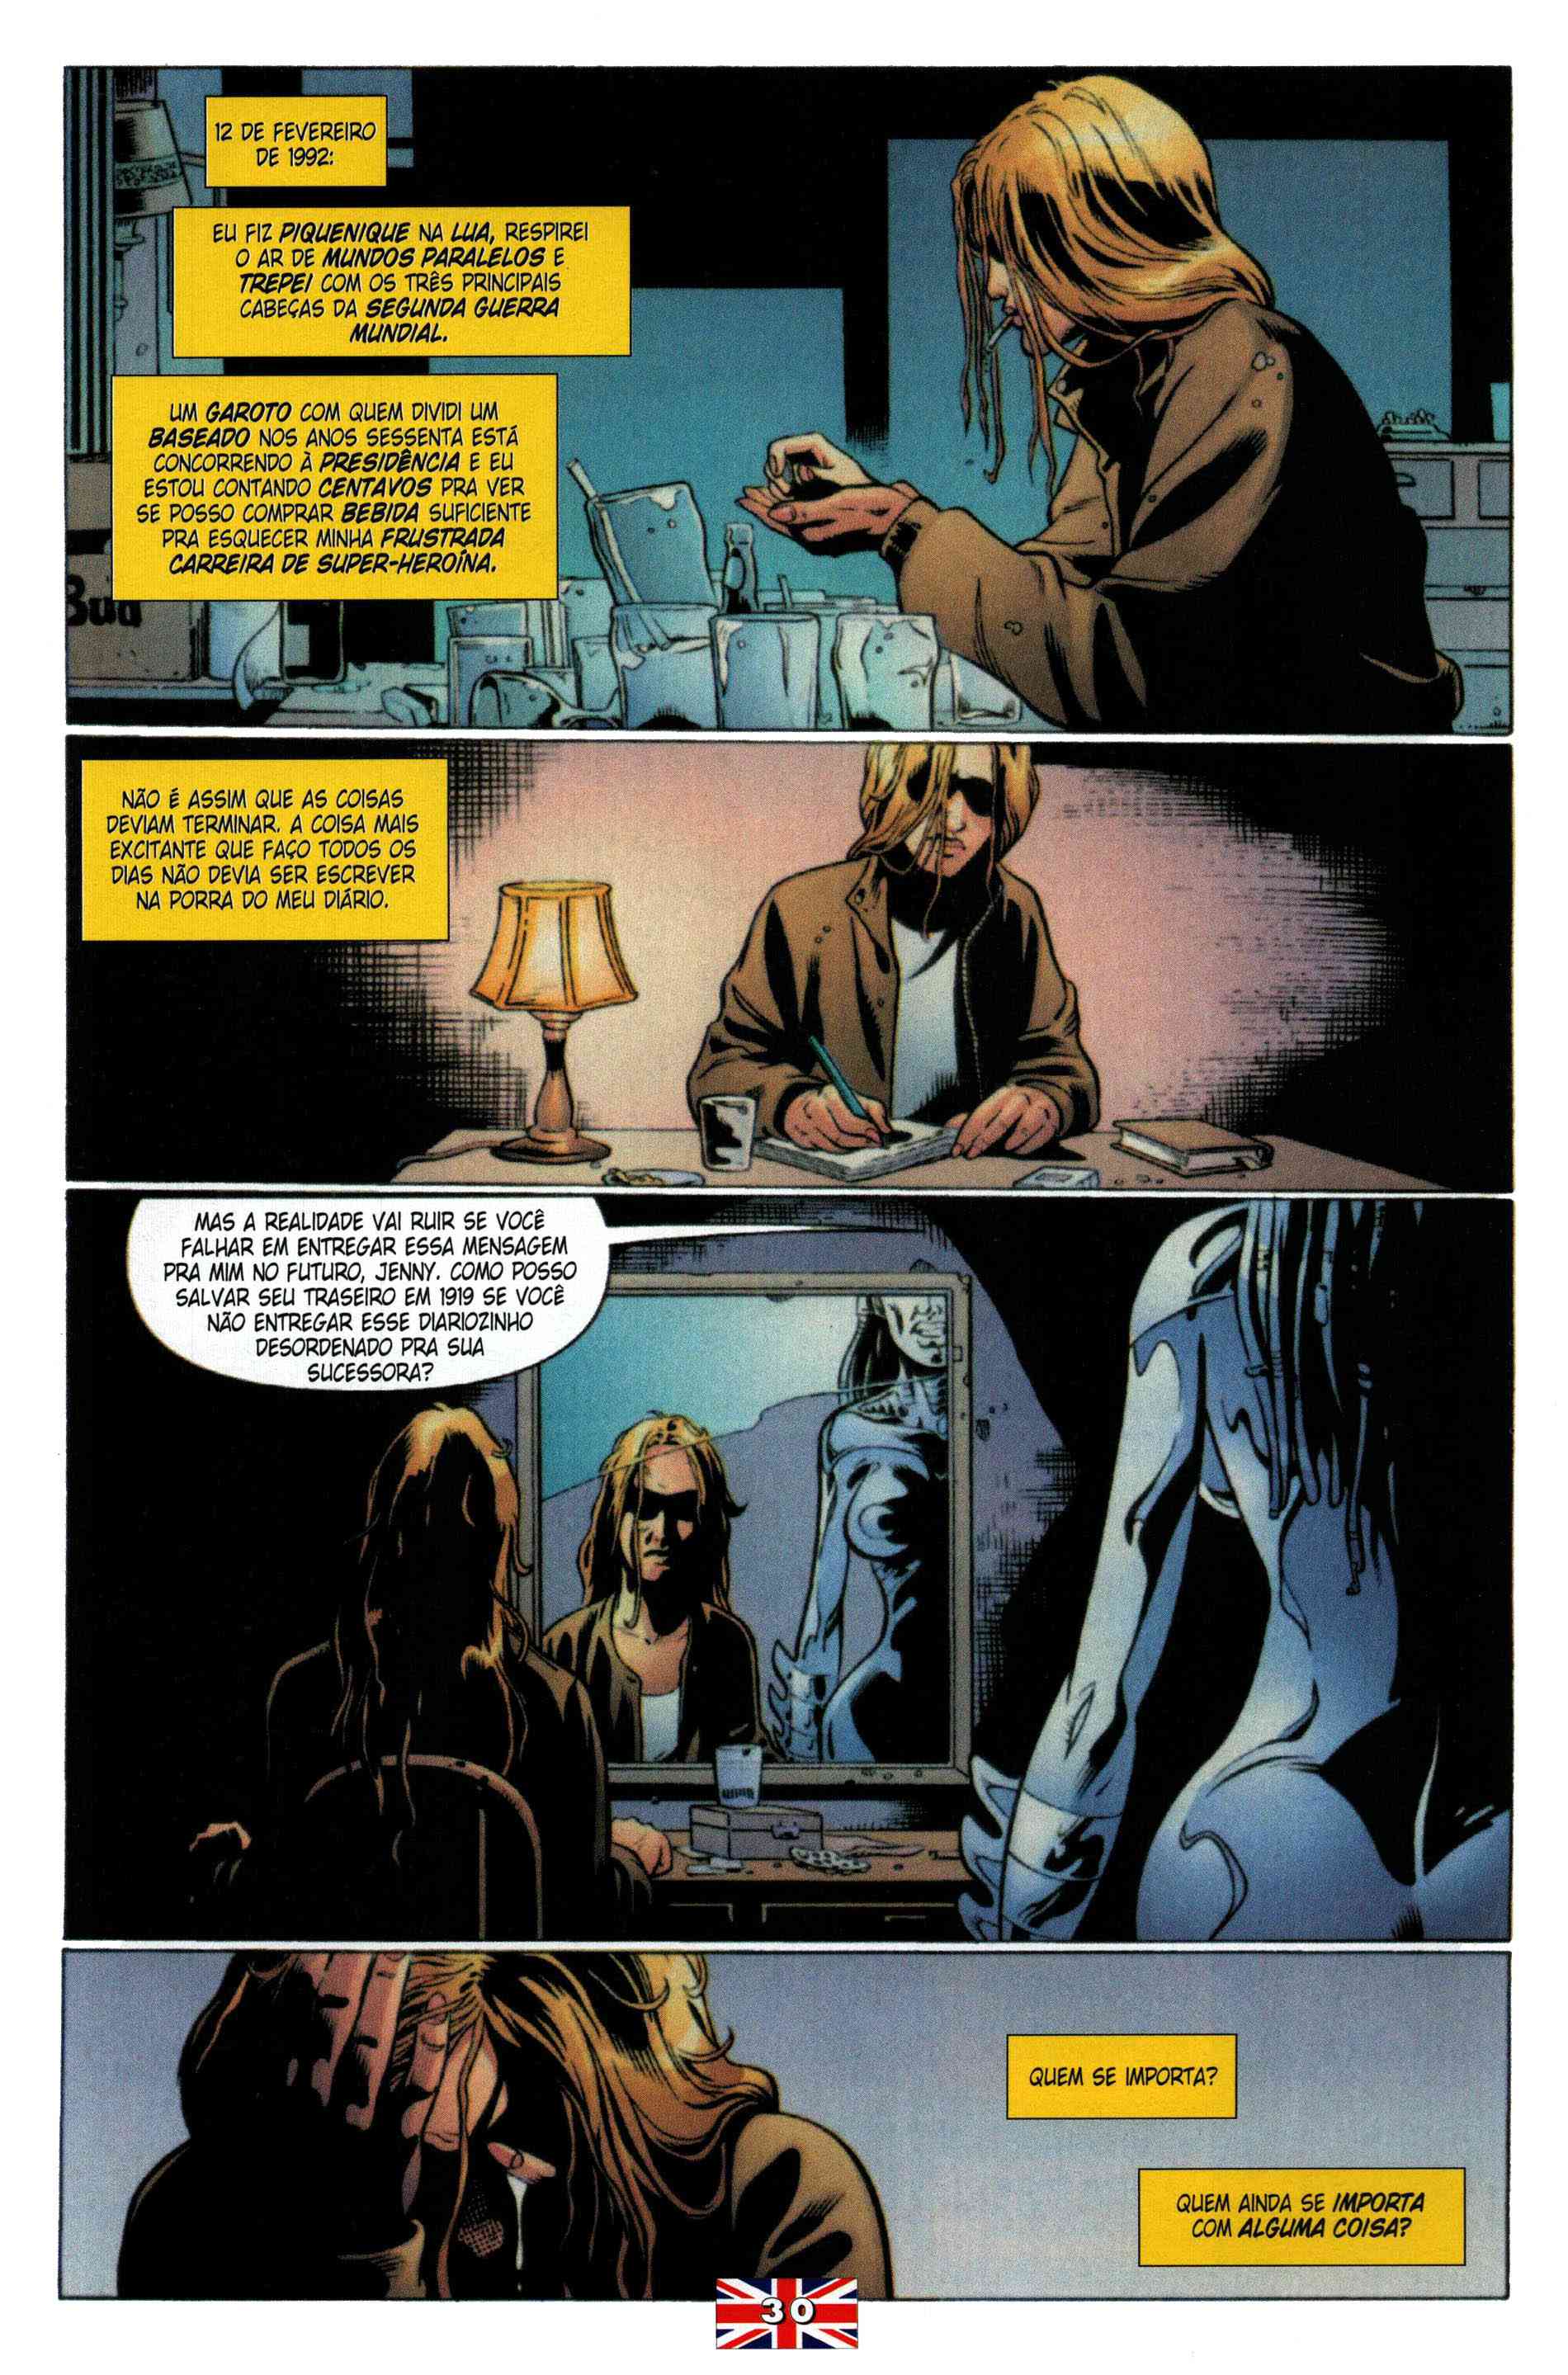 12 DE FEVEREIRO
DE 1992:
EU FIZ PIQUENIQUE NA LUA, RESPIREI
O AR DE MUNDOS PARALELOS E
TREPEI COM OS TRÊS PRINCIPAIS
CABEÇAS DA SEGUNDA GUERRA
MUNDIAL.
UM GAROTO COM QUEM DIVIDI UM
BASEADO NOS ANOS SESSENTA ESTÁ
CONCORRENDO À PRESIDÊNCIA E EU
ESTOU CONTANDO CENTAVOS PRA VER
SE POSSO COMPRAR BEBIDA SUFICIENTE
PRA ESQUECER MINHA FRUSTRADA
CARREIRA DE SUPER-HEROÍNA.
Bud
NÃO É ASSIM QUE AS COISAS
DEVIAM TERMINAR. A COISA MAIS
EXCITANTE QUE FAÇO TODOS OS
DIAS NÃO DEVIA SER ESCREVER
NA PORRA DO MEU DIÁRIO.
MAS A REALIDADE VAI RUIR SE VOCÊ
FALHAR EM ENTREGAR ESSA MENSAGEM
PRA MIM NO FUTURO, JENNY. COMO POSSO
SALVAR SEU TRASEIRO EM 1919 SE VOCÊ
NÃO ENTREGAR ESSE DIARIOZINHO
DESORDENADO PRA SUA
SUCESSORA?
QUEM SE IMPORTA?
QUEM AINDA SE IMPORTA
COM ALGUMA COISA?
30